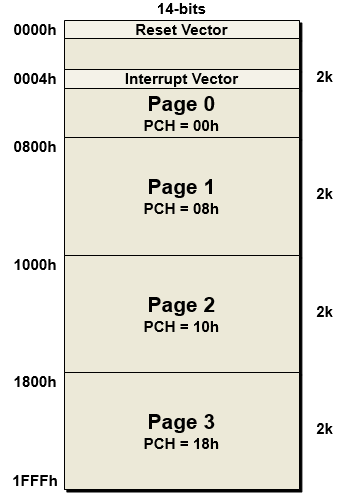 14-bits
0000h
Reset Vector
0004h
Interrupt Vector
2k
Page 0
PCH = 00h
0800h
Page 1
PCH = 08h
2k
1000h
Page 2
PCH = 10h
2k
1800h
Page 3
PCH = 18h
2k
1FFFh